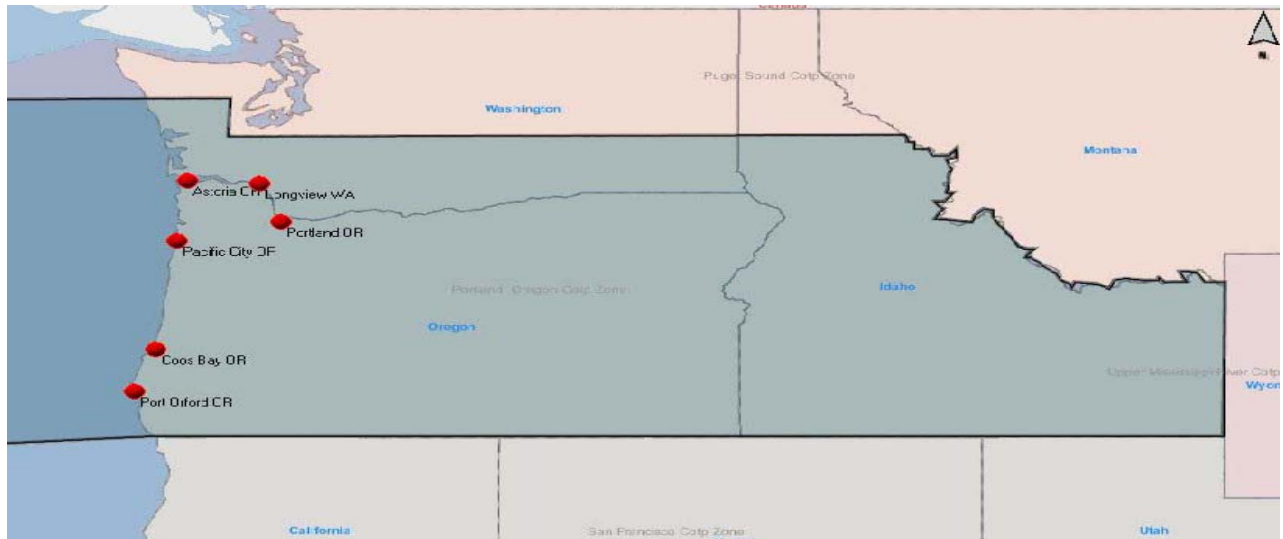 Canada
Puget Sound Cotp Zone
Washington
Montana
N
Astoria OR
Longview WA
Portland OR
Pacific City OR
Portland Oregon Cotp Zone
Idaho
Oregon
Coos Bay OR
Upper Mississippi River Cotp
Wyom
Port Orford OR
California
San Francisco Cotp Zone
Utah